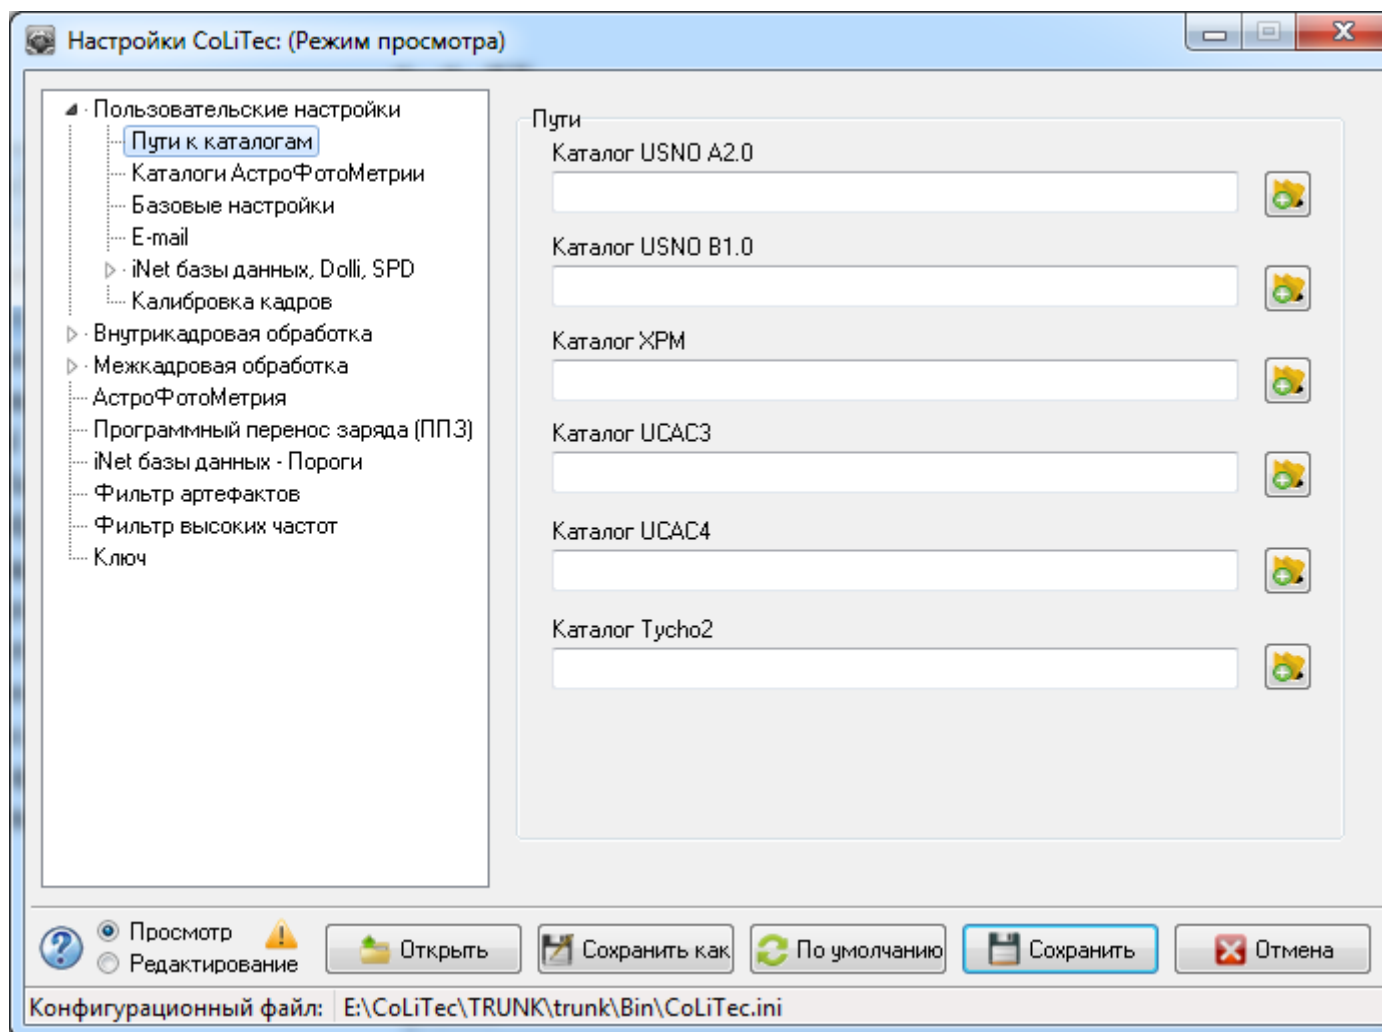 Настройки CoLiTec: (Режим просмотра)
Пользовательские настройки
Пути к каталогам
Каталоги АстроФотоМетрии
Базовые настройки
E-mail
iNet базы данных, Dolli, SPD
Калибровка кадров
Внутрикадровая обработка
Межкадровая обработка
АстроФотоМетрия
Программный перенос заряда (ППЗ)
iNet базы данных - Пороги
Фильтр артефактов
Фильтр высоких частот
Ключ
Пути
Каталог USNO A2.0
Каталог USNO B1.0
Каталог XPM
Каталог UCAC3
Каталог UCAC4
Каталог Tycho2
Просмотр
Редактирование
Открыть
Сохранить как
По умолчанию
Сохранить
Отмена
Конфигурационный файл: E:\CoLiTec\TRUNK\trunk\Bin\CoLiTec.ini